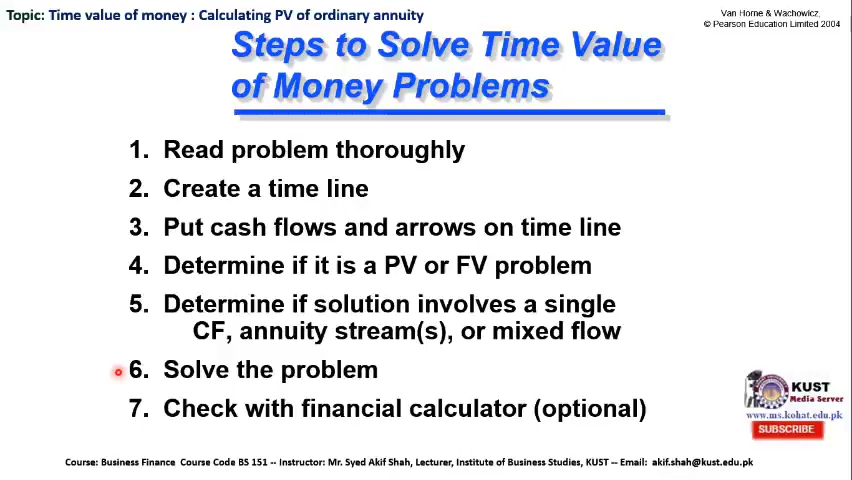 Topic: Time value of money : Calculating PV of ordinary annuity
Van Horne & Wachowicz,
© Pearson Education Limited 2004
Steps to Solve Time Value
of Money Problems
1. Read problem thoroughly
2. Create a time line
3. Put cash flows and arrows on time line
4. Determine if it is a PV or FV problem
5. Determine if solution involves a single
CF, annuity stream(s), or mixed flow
6. Solve the problem
7. Check with financial calculator (optional)
KUST
Media Server
www.ms.kohat.edu.pk
SUBSCRIBE
Course: Business Finance Course Code BS 151 -- Instructor: Mr. Syed Akif Shah, Lecturer, Institute of Business Studies, KUST -- Email: akif.shah@kust.edu.pk